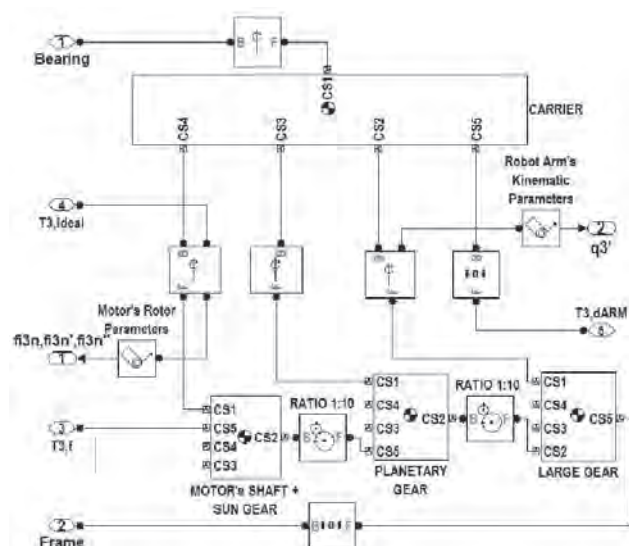 1
Bearing
B
F
CS1
CARRIER
CS4
CS3
CS2
CS5
Robot Arm's
Kinematic
Parameters
4
T3,ideal
2
q3'
B
F
B
F
B
F
B
F
Motor's Rotor
Parameters
fi3n,fi3n',fi3n''
1
T3,dARM
CS1
CS5
CS4
CS3
CS2
RATIO 1:10
B
F
CS1
CS4
CS3
CS5
CS2
RATIO 1:10
B
F
CS1
CS4
CS3
CS2
CS5
3
T3,f
MOTOR's SHAFT +
SUN GEAR
PLANETARY
GEAR
LARGE GEAR
2
Frame
B
F